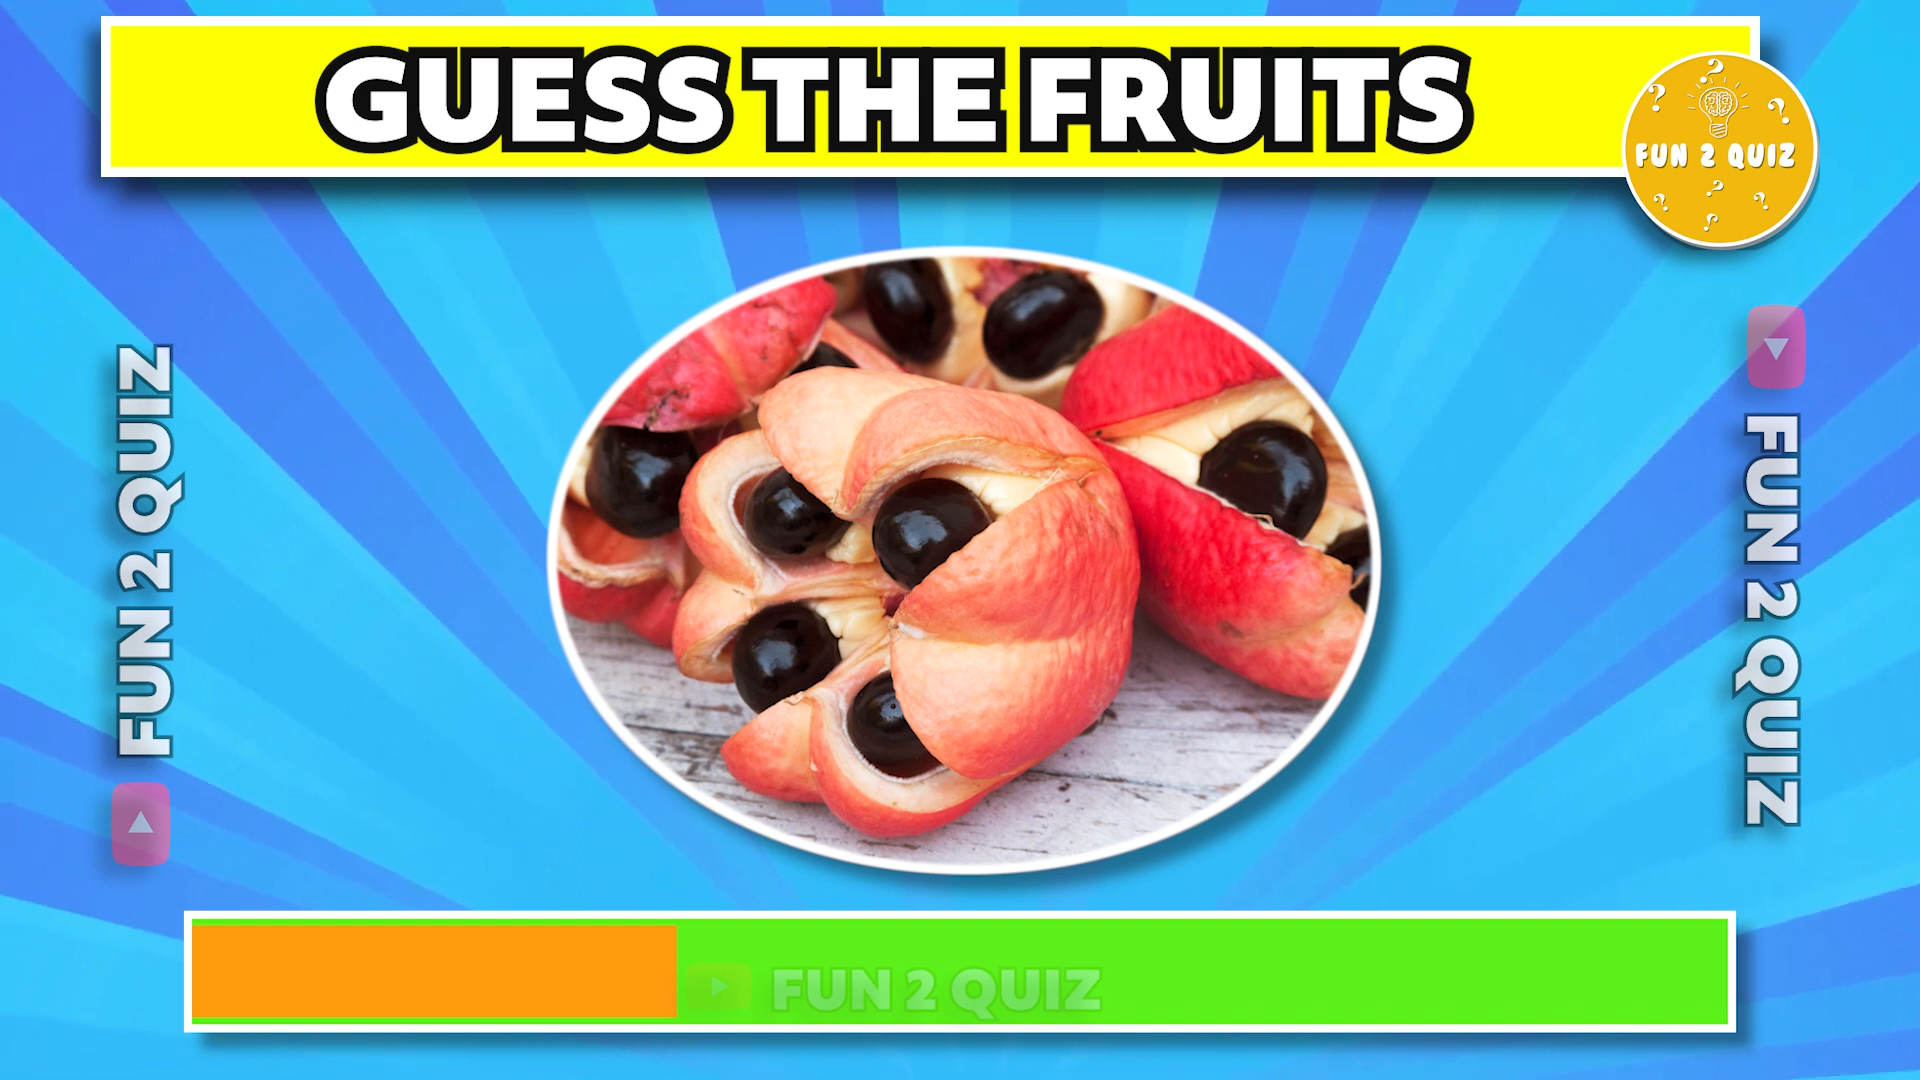 GUESS THE FRUITS
? ? ?
FUN 2 QUIZ
? ? ? ?
FUN 2 QUIZ
FUN 2 QUIZ
FUN 2 QUIZ